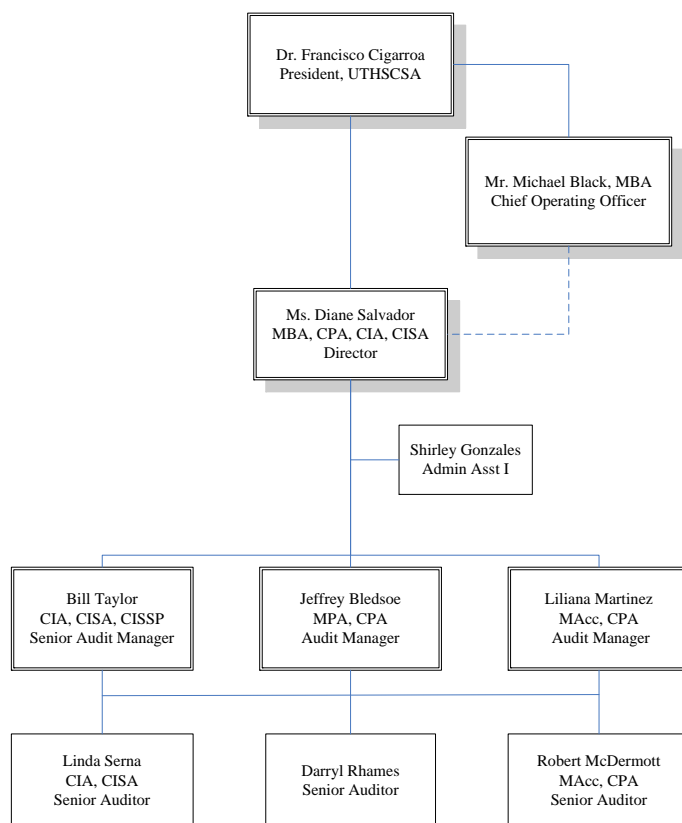 Dr. Francisco Cigarroa
President, UTHSCSA
Mr. Michael Black, MBA
Chief Operating Officer
Ms. Diane Salvador
MBA, CPA, CIA, CISA
Director
Shirley Gonzales
Admin Asst I
Bill Taylor
CIA, CISA, CISSP
Senior Audit Manager
Jeffrey Bledsoe
MPA, CPA
Audit Manager
Liliana Martinez
MAcc, CPA
Audit Manager
Linda Serna
CIA, CISA
Senior Auditor
Darryl Rhames
Senior Auditor
Robert McDermott
MAcc, CPA
Senior Auditor